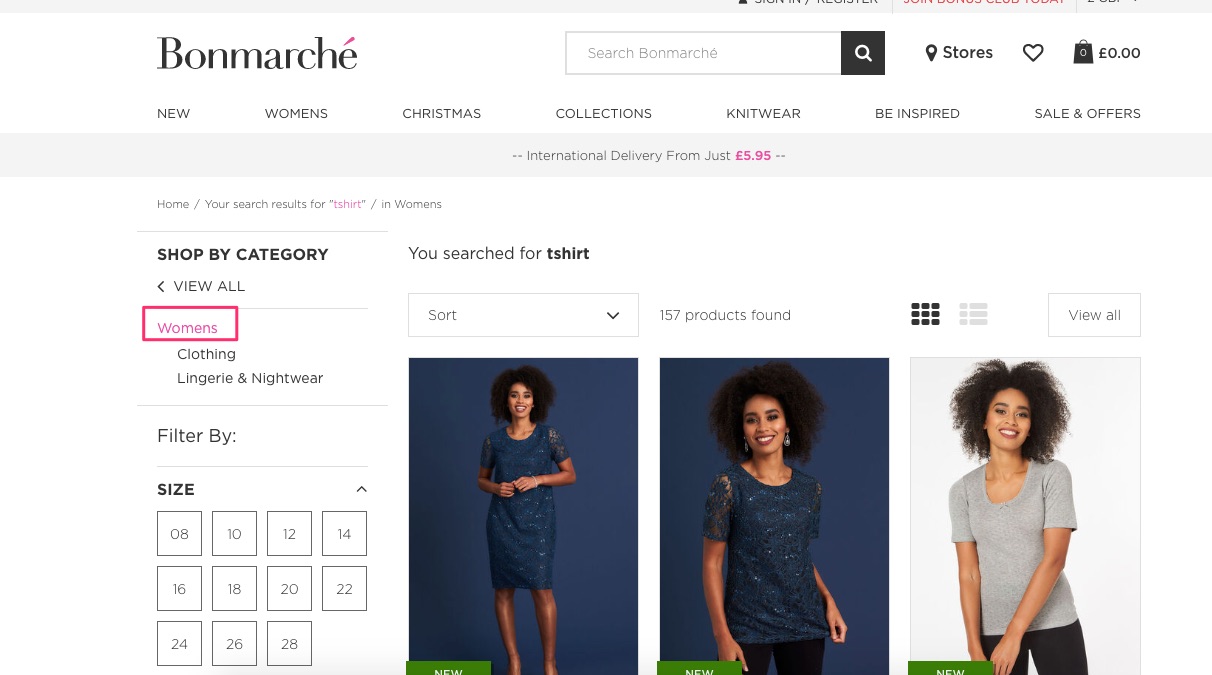 SIGN IN / REGISTER
JOIN BONUS CLUB TODAY
£ GBP
Bonmarché
Search Bonmarché
Stores
0
£0.00
NEW
WOMENS
CHRISTMAS
COLLECTIONS
KNITWEAR
BE INSPIRED
SALE & OFFERS
-- International Delivery From Just £5.95 --
Home / Your search results for "tshirt" / in Womens
SHOP BY CATEGORY
VIEW ALL
Womens
Clothing
Lingerie & Nightwear
Filter By:
SIZE
08 10 12 14
16 18 20 22
24 26 28
You searched for tshirt
Sort
157 products found
View all
NEW
NEW
NEW